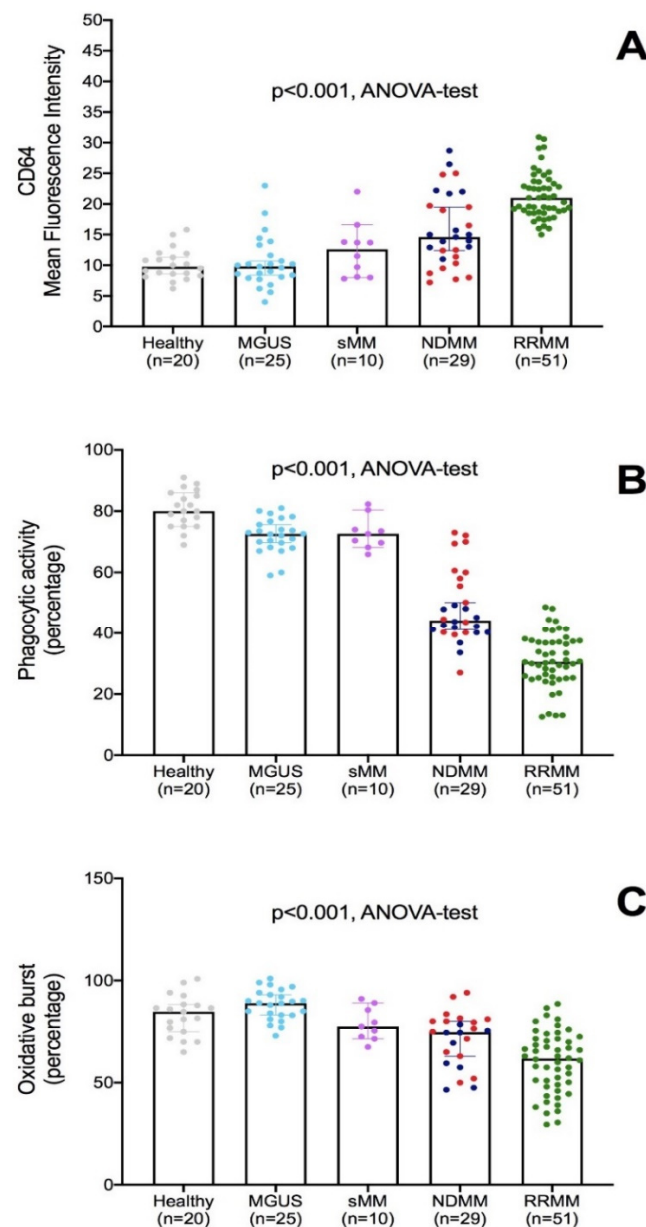 A
p<0.001, ANOVA-test
CD64
Mean Fluorescence Intensity
50
45
40
35
30
25
20
15
10
5
0
Healthy MGUS sMM NDMM RRMM
(n=20) (n=25) (n=10) (n=29) (n=51)
B
p<0.001, ANOVA-test
Phagocytic activity
(percentage)
100
80
60
40
20
0
Healthy MGUS sMM NDMM RRMM
(n=20) (n=25) (n=10) (n=29) (n=51)
C
p<0.001, ANOVA-test
Oxidative burst
(percentage)
150
100
50
0
Healthy MGUS sMM NDMM RRMM
(n=20) (n=25) (n=10) (n=29) (n=51)